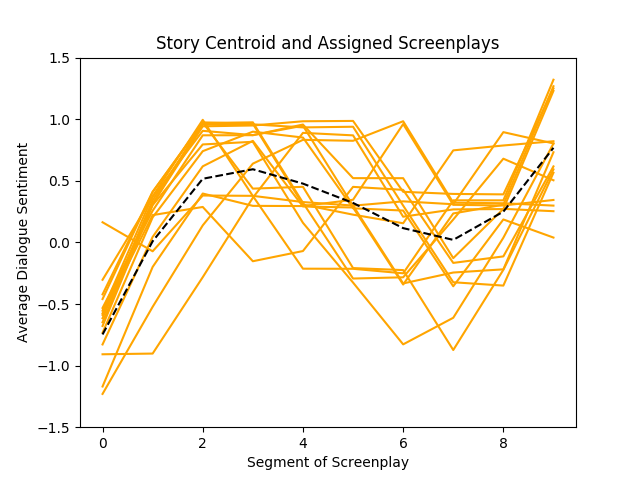 Story Centroid and Assigned Screenplays
1.5
1.0
0.5
0.0
−0.5
−1.0
−1.5
Average Dialogue Sentiment
0 2 4 6 8
Segment of Screenplay